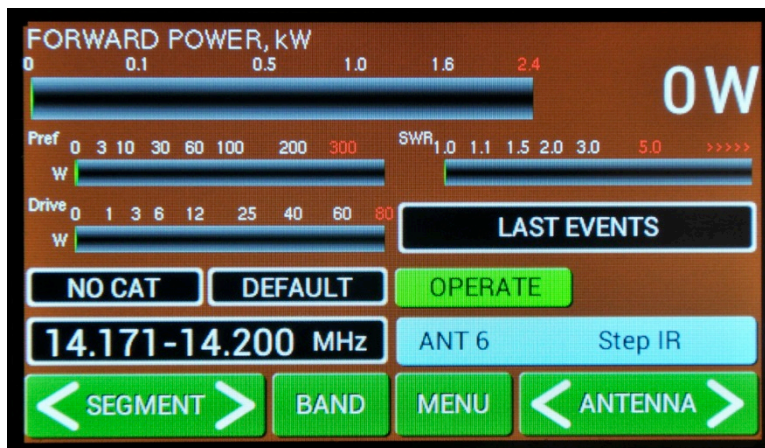 FORWARD POWER, kW
0 0.1 0.5 1.0 1.6 2.4
0 W
Pref 0 3 10 30 60 100 200 300
W
SWR 1.0 1.1 1.5 2.0 3.0 5.0 >>>>>
Drive 0 1 3 6 12 25 40 60 80
W
LAST EVENTS
NO CAT DEFAULT OPERATE
14.171-14.200 MHz ANT 6 Step IR
< SEGMENT > BAND MENU < ANTENNA >